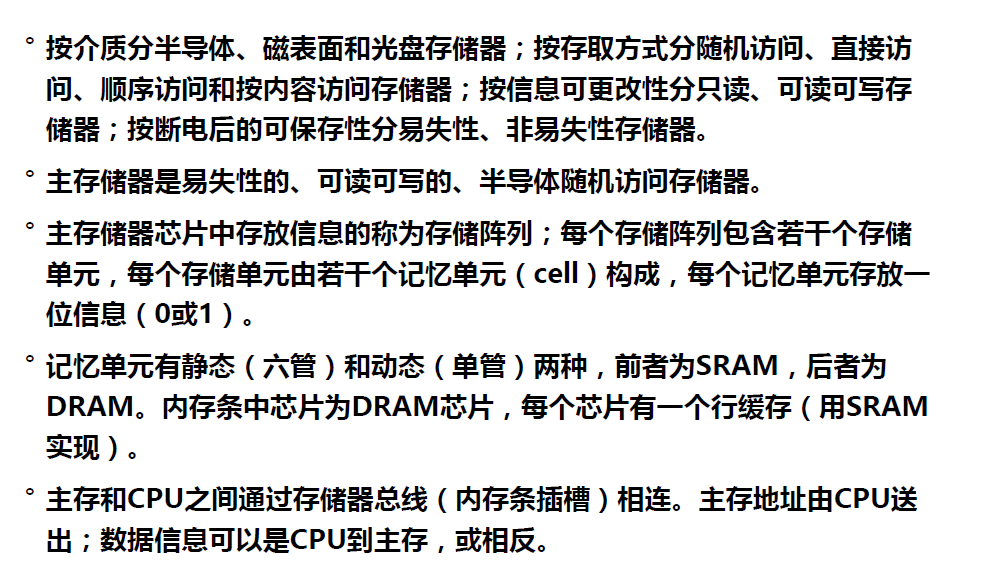 ° 按介质分半导体、磁表面和光盘存储器；按存取方式分随机访问、直接访
问、顺序访问和按内容访问存储器；按信息可更改性分只读、可读可写存
储器；按断电后的可保存性分易失性、非易失性存储器。
° 主存储器是易失性的、可读可写的、半导体随机访问存储器。
° 主存储器芯片中存放信息的称为存储阵列；每个存储阵列包含若干个存储
单元，每个存储单元由若干个记忆单元（cell）构成，每个记忆单元存放一
位信息（0或1）。
° 记忆单元有静态（六管）和动态（单管）两种，前者为SRAM，后者为
DRAM。内存条中芯片为DRAM芯片，每个芯片有一个行缓存（用SRAM
实现）。
° 主存和CPU之间通过存储器总线（内存条插槽）相连。主存地址由CPU送
出；数据信息可以是CPU到主存，或相反。